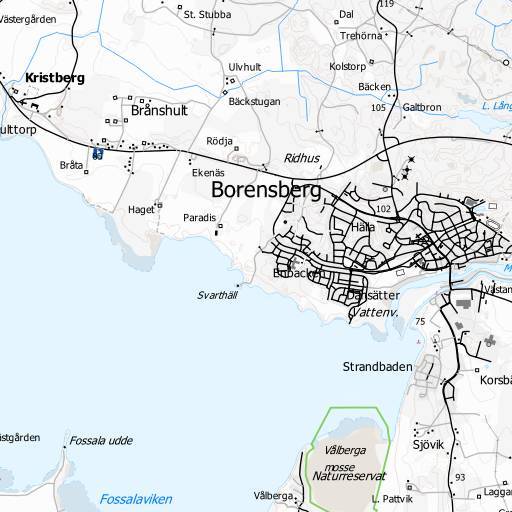 Västergården
St. Stubba
Dal
119
Trehörna
Ulvhult
Kolstorp
Kristberg
Bäcken
Bäckstugan
105
Galtbron
L. Lång
Brånshult
ulttorp
Rödja
Ridhus
Bråta
Ekenäs
Borensberg
Haget
Paradis
102
Hälla
Enbacken
M
Svarthäll
Dansätter
Västan
Vattenv.
75
Strandbaden
Korsbä
Fossala udde
istgården
Vålberga
mosse
Naturreservat
Sjövik
93
Fossalaviken
Vålberga
L. Pattvik
Laggar